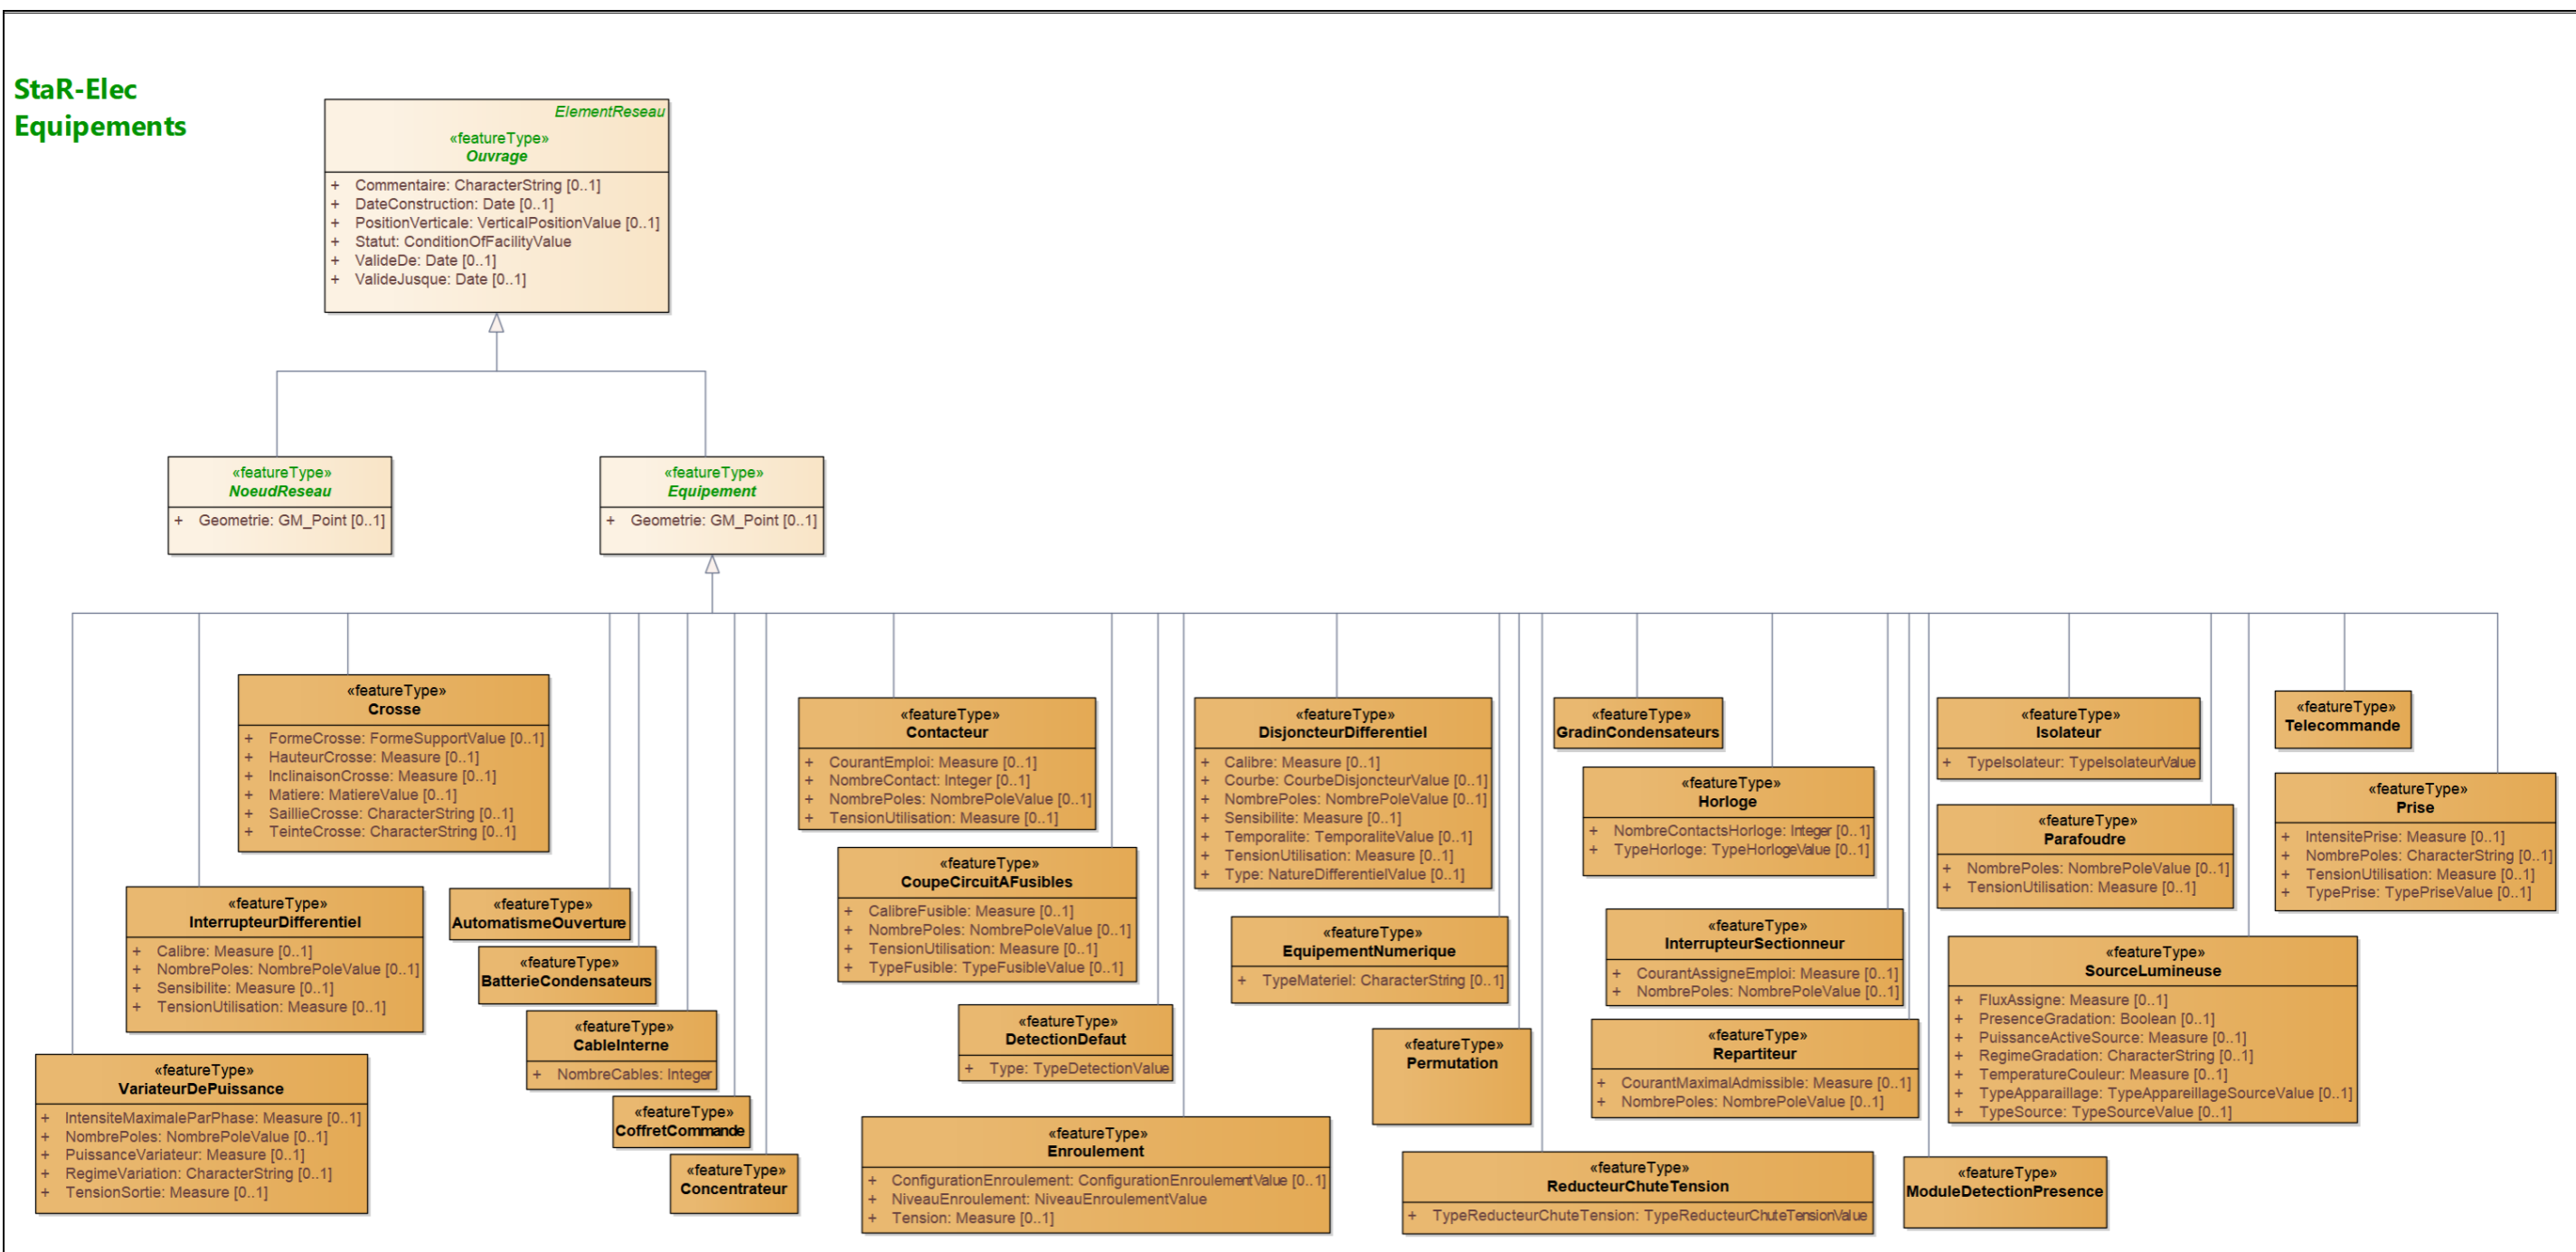 StaR-Elec
Equipements
ElementReseau
«featureType»
Ouvrage
+ Commentaire: CharacterString [0..1]
+ DateConstruction: Date [0..1]
+ PositionVerticale: VerticalPositionValue [0..1]
+ Statut: ConditionOfFacilityValue
+ ValideDe: Date [0..1]
+ ValideJusque: Date [0..1]
«featureType»
NoeudReseau
+ Geometrie: GM_Point [0..1]
«featureType»
Equipement
+ Geometrie: GM_Point [0..1]
«featureType»
Crosse
+ FormeCrosse: FormeSupportValue [0..1]
+ HauteurCrosse: Measure [0..1]
+ InclinaisonCrosse: Measure [0..1]
+ Matiere: MatiereValue [0..1]
+ SaillieCrosse: CharacterString [0..1]
+ TeinteCrosse: CharacterString [0..1]
«featureType»
InterrupteurDifferentiel
+ Calibre: Measure [0..1]
+ NombrePoles: NombrePoleValue [0..1]
+ Sensibilite: Measure [0..1]
+ TensionUtilisation: Measure [0..1]
«featureType»
VariateurDePuissance
+ IntensiteMaximaleParPhase: Measure [0..1]
+ NombrePoles: NombrePoleValue [0..1]
+ PuissanceVariateur: Measure [0..1]
+ RegimeVariation: CharacterString [0..1]
+ TensionSortie: Measure [0..1]
«featureType»
AutomatismeOuverture
«featureType»
BatterieCondensateurs
«featureType»
CableInterne
+ NombreCables: Integer
«featureType»
CoffretCommande
«featureType»
Concentrateur
«featureType»
Contacteur
+ CourantEmploi: Measure [0..1]
+ NombreContact: Integer [0..1]
+ NombrePoles: NombrePoleValue [0..1]
+ TensionUtilisation: Measure [0..1]
«featureType»
CoupeCircuitAFusibles
+ CalibreFusible: Measure [0..1]
+ NombrePoles: NombrePoleValue [0..1]
+ TensionUtilisation: Measure [0..1]
+ TypeFusible: TypeFusibleValue [0..1]
«featureType»
DetectionDefaut
+ Type: TypeDetectionValue
«featureType»
Enroulement
+ ConfigurationEnroulement: ConfigurationEnroulementValue [0..1]
+ NiveauEnroulement: NiveauEnroulementValue
+ Tension: Measure [0..1]
«featureType»
DisjoncteurDifferentiel
+ Calibre: Measure [0..1]
+ Courbe: CourbeDisjoncteurValue [0..1]
+ NombrePoles: NombrePoleValue [0..1]
+ Sensibilite: Measure [0..1]
+ Temporalite: TemporaliteValue [0..1]
+ TensionUtilisation: Measure [0..1]
+ Type: NatureDifferentielValue [0..1]
«featureType»
EquipementNumerique
+ TypeMateriel: CharacterString [0..1]
«featureType»
Permutation
«featureType»
ReducteurChuteTension
+ TypeReducteurChuteTension: TypeReducteurChuteTensionValue
«featureType»
GradinCondensateurs
«featureType»
Horloge
+ NombreContactsHorloge: Integer [0..1]
+ TypeHorloge: TypeHorlogeValue [0..1]
«featureType»
InterrupteurSectionneur
+ CourantAssigneEmploi: Measure [0..1]
+ NombrePoles: NombrePoleValue [0..1]
«featureType»
Repartiteur
+ CourantMaximalAdmissible: Measure [0..1]
+ NombrePoles: NombrePoleValue [0..1]
«featureType»
ModuleDetectionPresence
«featureType»
Isolateur
+ TypeIsolateur: TypeIsolateurValue
«featureType»
Parafoudre
+ NombrePoles: NombrePoleValue [0..1]
+ TensionUtilisation: Measure [0..1]
«featureType»
SourceLumineuse
+ FluxAssigne: Measure [0..1]
+ PresenceGradation: Boolean [0..1]
+ PuissanceActiveSource: Measure [0..1]
+ RegimeGradation: CharacterString [0..1]
+ TemperatureCouleur: Measure [0..1]
+ TypeApparaillage: TypeAppareillageSourceValue [0..1]
+ TypeSource: TypeSourceValue [0..1]
«featureType»
Telecommande
«featureType»
Prise
+ IntensitePrise: Measure [0..1]
+ NombrePoles: CharacterString [0..1]
+ TensionUtilisation: Measure [0..1]
+ TypePrise: TypePriseValue [0..1]